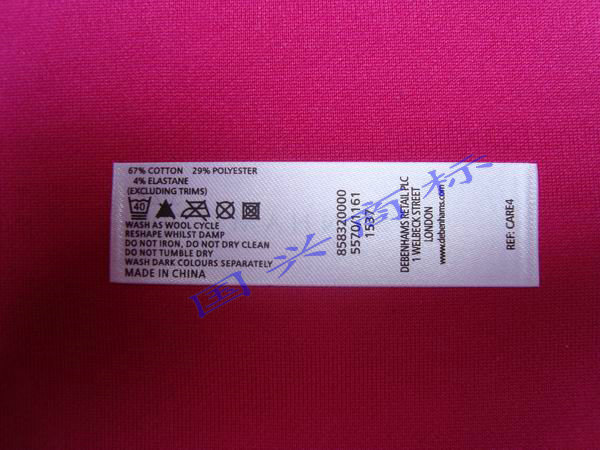 67% COTTON 29% POLYESTER
4% ELASTANE
(EXCLUDING TRIMS)
40
WASH AS WOOL CYCLE
RESHAPE WHILST DAMP
DO NOT IRON, DO NOT DRY CLEAN
DO NOT TUMBLE DRY
WASH DARK COLOURS SEPARATELY
MADE IN CHINA
858320000
1537
DEBENHAMS RETAIL PLC
1 WELBECK STREET
LONDON
www.debenhams.com
REF: CARE4
国兴商标